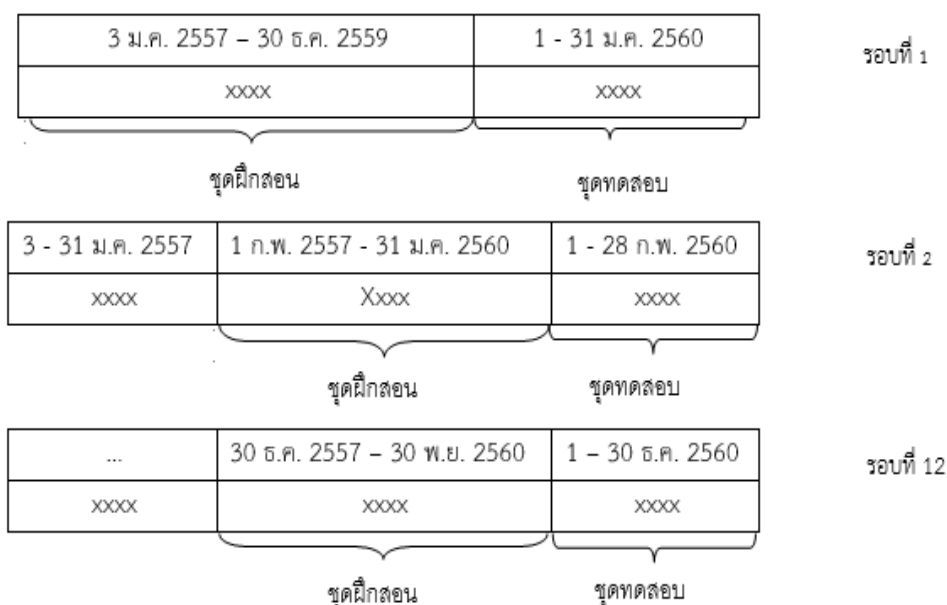 3 ม.ค. 2557 – 30 ธ.ค. 2559 1 - 31 ม.ค. 2560 รอบที่ 1
xxxx xxxx
ชุดฝึกสอน ชุดทดสอบ
3 - 31 ม.ค. 2557 1 ก.พ. 2557 - 31 ม.ค. 2560 1 - 28 ก.พ. 2560 รอบที่ 2
xxxx Xxxx xxxx
ชุดฝึกสอน ชุดทดสอบ
... 30 ธ.ค. 2557 – 30 พ.ย. 2560 1 – 30 ธ.ค. 2560 รอบที่ 12
xxxx xxxx xxxx
ชุดฝึกสอน ชุดทดสอบ